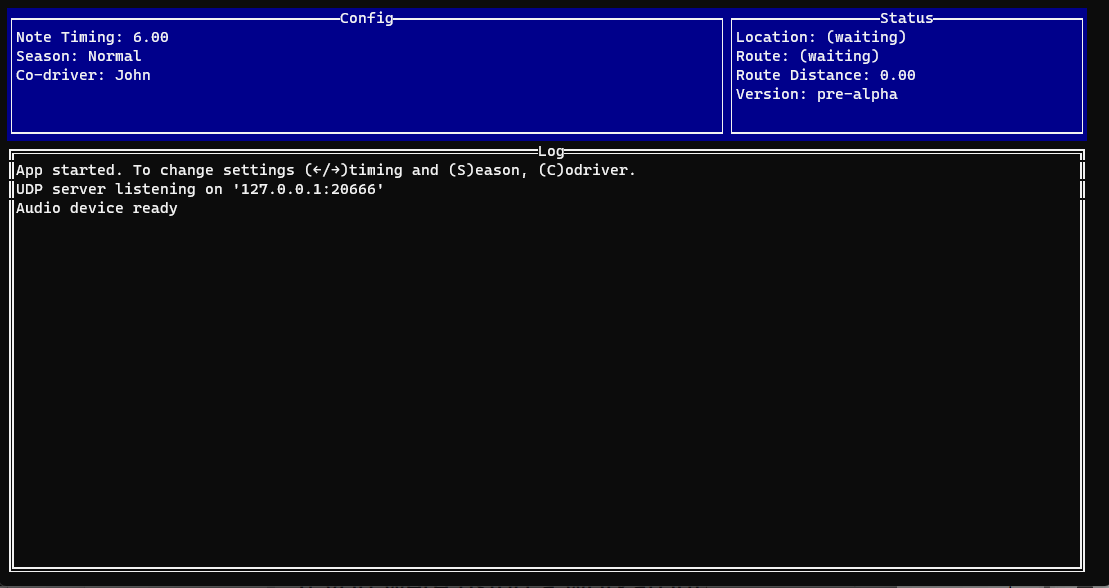 Config
Note Timing: 6.00
Season: Normal
Co-driver: John
Status
Location: (waiting)
Route: (waiting)
Route Distance: 0.00
Version: pre-alpha
Log
App started. To change settings (←/→)timing and (S)eason, (C)odriver.
UDP server listening on '127.0.0.1:20666'
Audio device ready